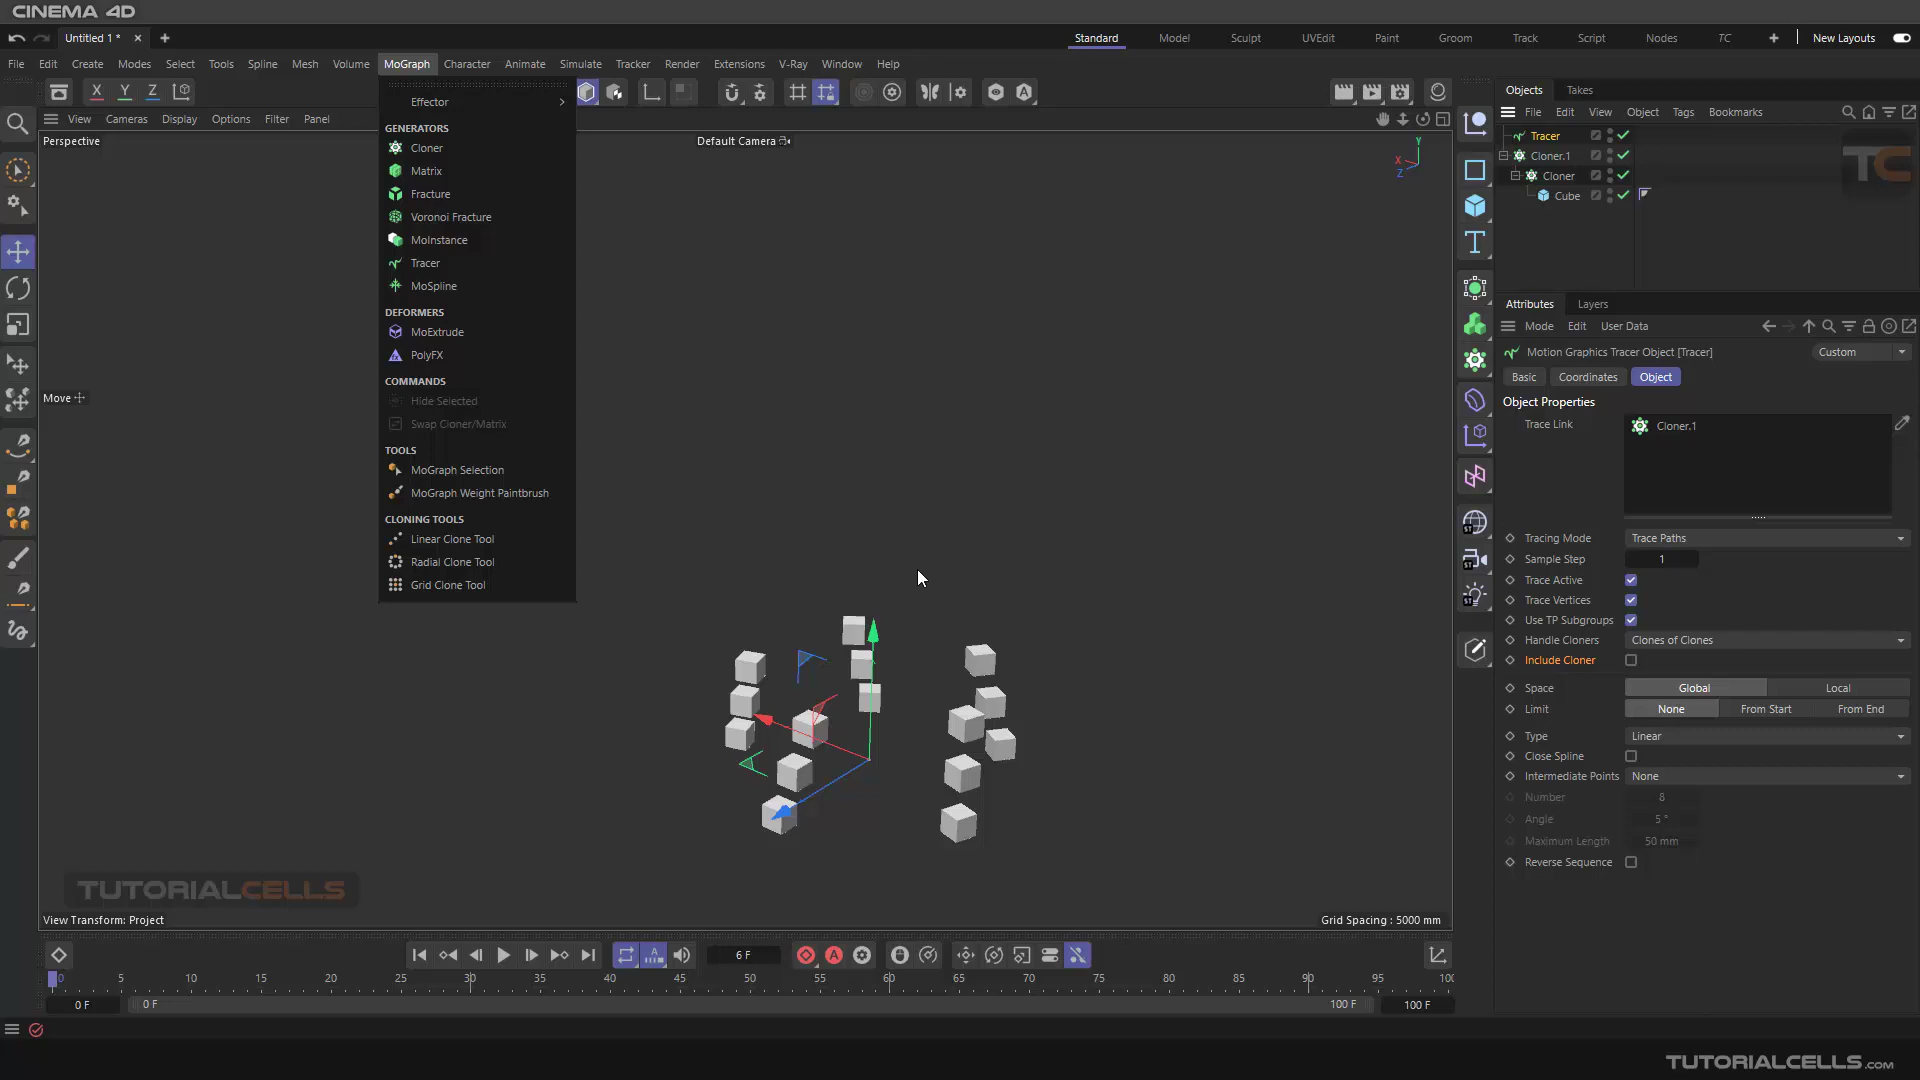 CINEMA 4D
Untitled 1 *
Standard
Model
Sculpt
UVEdit
Paint
Groom
Track
Script
Nodes
TC
New Layouts
File
Edit
Create
Modes
Select
Tools
Spline
Mesh
Volume
MoGraph
Character
Animate
Simulate
Tracker
Render
Extensions
V-Ray
Window
Help
X
Y
Z
View
Cameras
Display
Options
Filter
Panel
Perspective
Default Camera
Y
X
Z
Effector
GENERATORS
Cloner
Matrix
Fracture
Voronoi Fracture
MoInstance
Tracer
MoSpline
DEFORMERS
MoExtrude
PolyFX
COMMANDS
Hide Selected
Swap Cloner/Matrix
TOOLS
MoGraph Selection
MoGraph Weight Paintbrush
CLONING TOOLS
Linear Clone Tool
Radial Clone Tool
Grid Clone Tool
Move
TUTORIALCELLS
View Transform: Project
Grid Spacing : 5000 mm
Objects
Takes
File
Edit
View
Object
Tags
Bookmarks
Tracer
Cloner.1
Cloner
Cube
TC
Attributes
Layers
Mode
Edit
User Data
Motion Graphics Tracer Object [Tracer]
Custom
Basic
Coordinates
Object
Object Properties
Trace Link
Cloner.1
Tracing Mode
Trace Paths
Sample Step
1
Trace Active
Trace Vertices
Use TP Subgroups
Handle Cloners
Clones of Clones
Include Cloner
Space
Global
Local
Limit
None
From Start
From End
Type
Linear
Close Spline
Intermediate Points
None
Number
8
Angle
5 °
Maximum Length
50 mm
Reverse Sequence
6 F
0
5
10
15
20
25
30
35
40
45
50
55
60
65
70
75
80
85
90
95
0 F
0 F
100 F
100 F
TUTORIALCELLS.COM